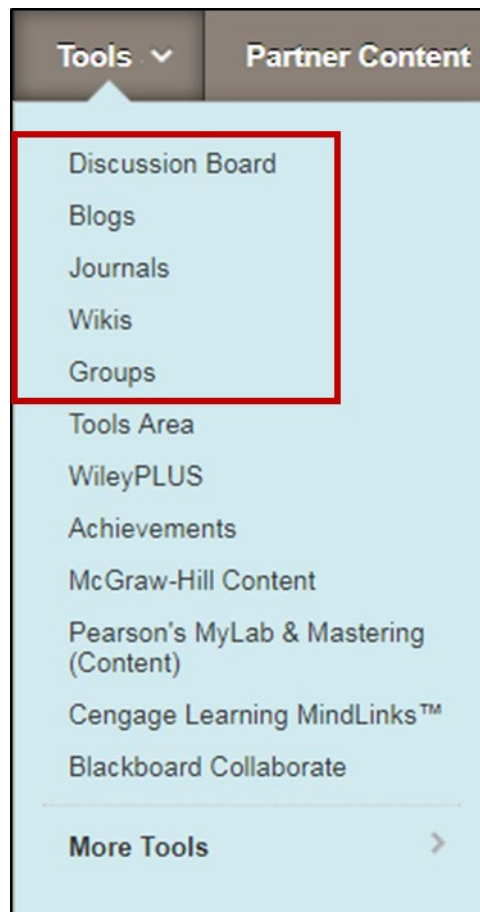 Tools Partner Content
Discussion Board
Blogs
Journals
Wikis
Groups
Tools Area
WileyPLUS
Achievements
McGraw-Hill Content
Pearson's MyLab & Mastering
(Content)
Cengage Learning MindLinks™
Blackboard Collaborate
More Tools